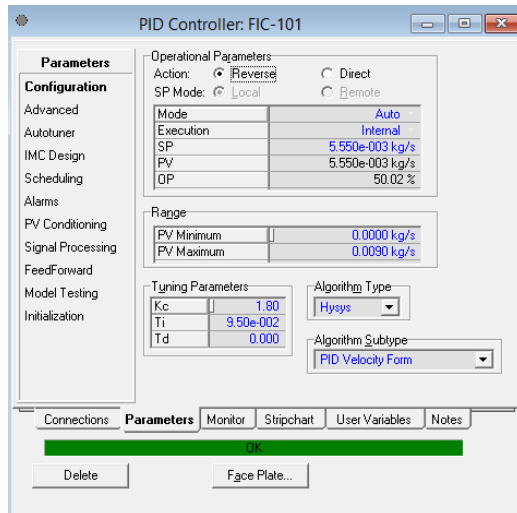 PID Controller: FIC-101
Parameters
Configuration
Advanced
Autotuner
IMC Design
Scheduling
Alarms
PV Conditioning
Signal Processing
FeedForward
Model Testing
Initialization
Operational Parameters
Action: Reverse Direct
SP Mode: Local Remote
Mode Auto
Execution Internal
SP 5.550e-003 kg/s
PV 5.550e-003 kg/s
OP 50.02 %
Range
PV Minimum 0.0000 kg/s
PV Maximum 0.0090 kg/s
Tuning Parameters
Kc 1.80
Ti 9.50e-002
Td 0.000
Algorithm Type
Hysys
Algorithm Subtype
PID Velocity Form
Connections Parameters Monitor Stripchart User Variables Notes
OK
Delete Face Plate...